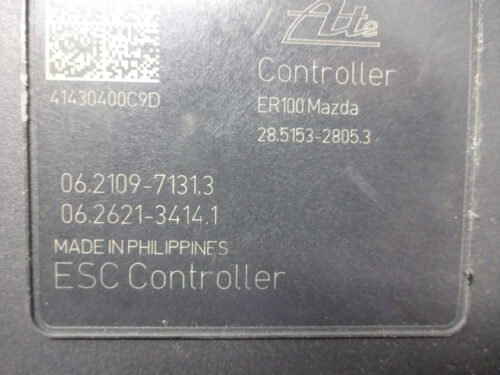 Ate
41430400C9D
Controller
ER100 Mazda
28.5153-2805.3
06.2109-7131.3
06.2621-3414.1
MADE IN PHILIPPINES
ESC Controller